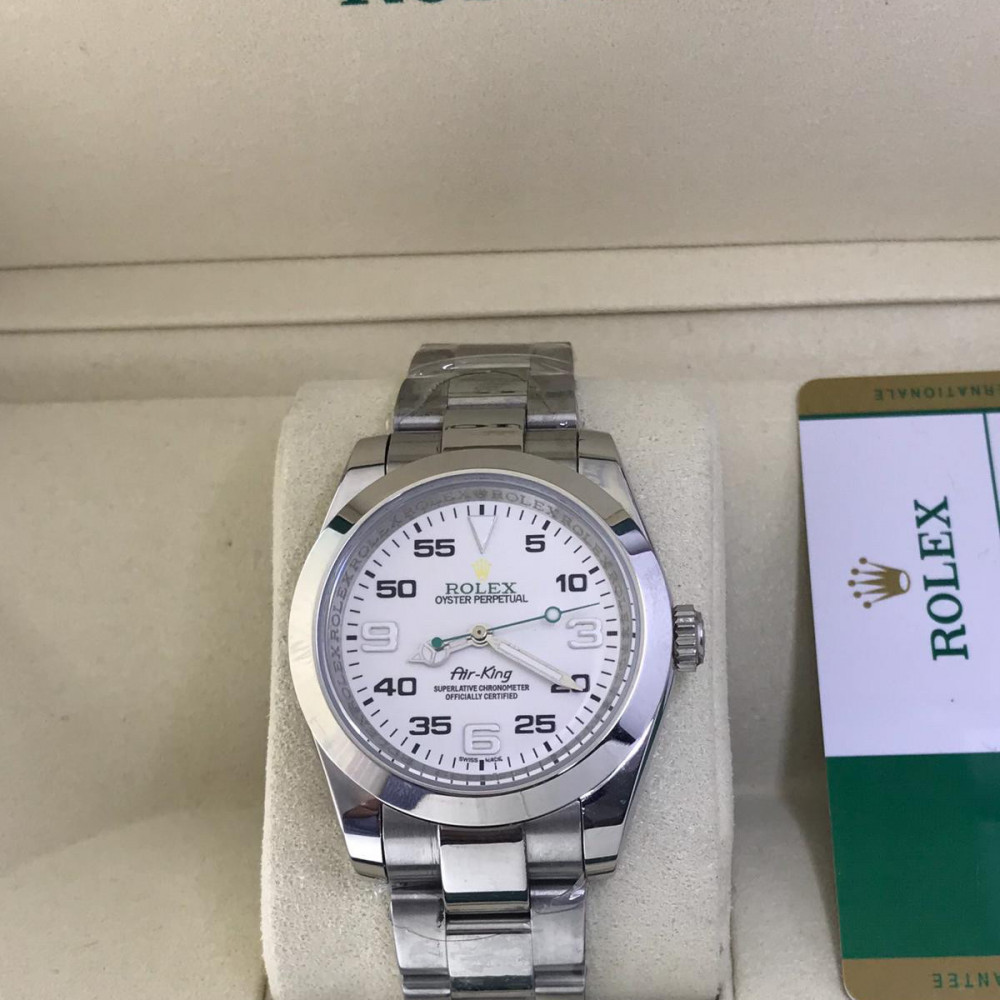 ROLEX
OYSTER PERPETUAL
Air-King
SUPERLATIVE CHRONOMETER
OFFICIALLY CERTIFIED
5
10
3
20
25
6
35
40
9
50
55
SWISS MADE
ROLEXROLEXROLEX
ROLEX